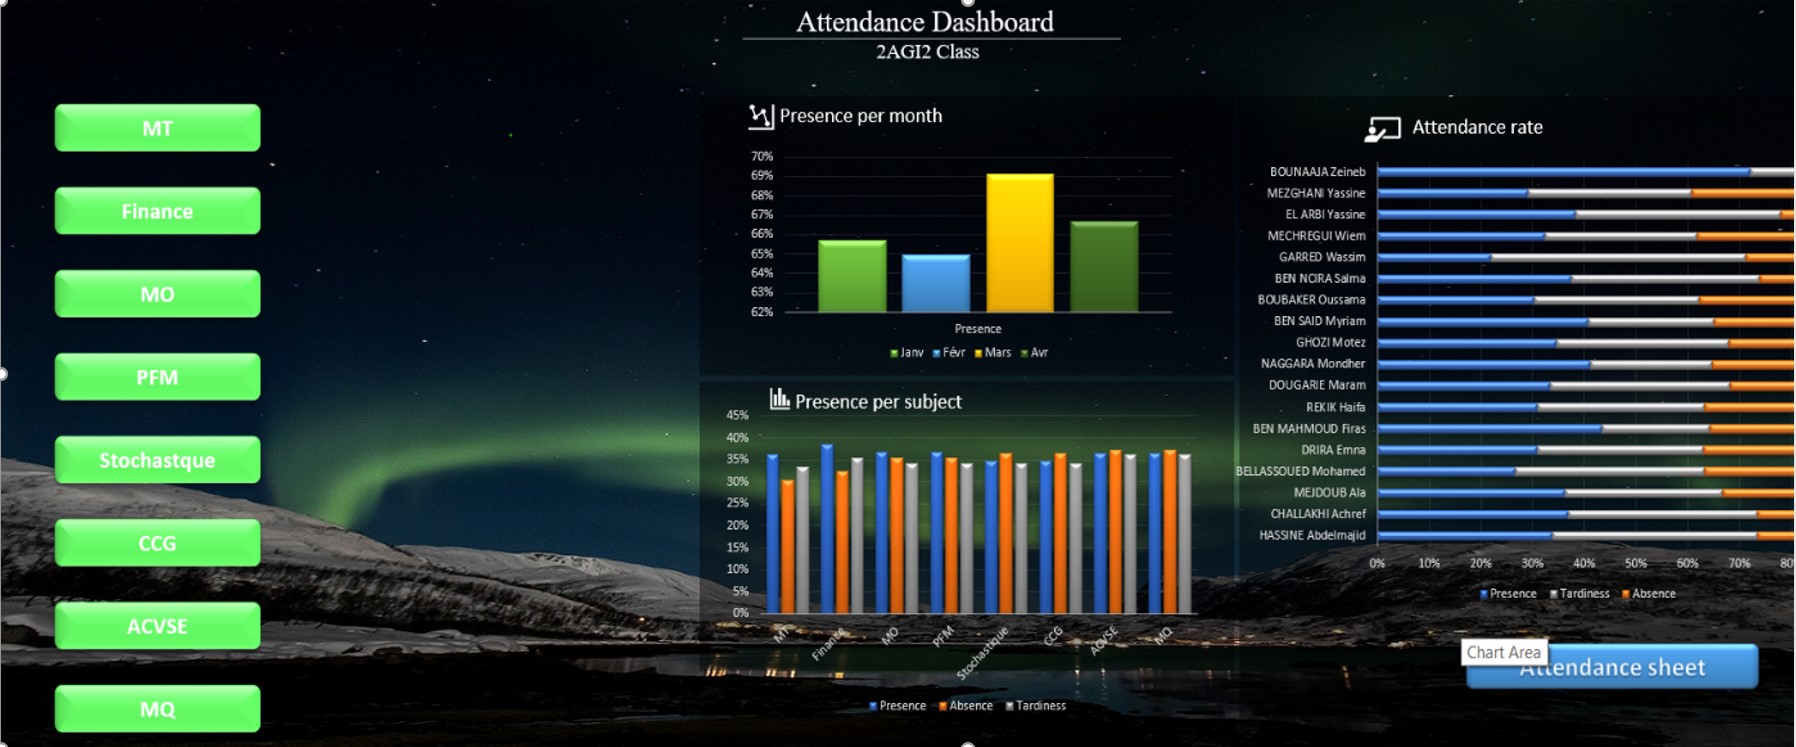 Attendance Dashboard
2AGI2 Class
MT
Finance
MO
PFM
Stochastque
CCG
ACVSE
MQ
Presence per month
70%
69%
68%
67%
66%
65%
64%
63%
62%
Presence
Janv Févr Mars Avr
Presence per subject
45%
40%
35%
30%
25%
20%
15%
10%
5%
0%
MT Finance MO PFM Stochastique CCG ACVSE MQ
Presence Absence Tardiness
Attendance rate
BOUNAAJA Zeineb
MEZGHANI Yassine
EL ARBI Yassine
MECHREGUI Wiem
GARRED Wassim
BEN NCIRA Salma
BOUBAKER Oussama
BEN SAID Myriam
GHOZI Motez
NAGGARA Mondher
DOUGARIE Maram
REKIK Haifa
BEN MAHMOUD Firas
DRIRA Emna
BELLASSOUED Mohamed
MEJDOUB Ala
CHALLAKHI Achref
HASSINE Abdelmajid
0% 10% 20% 30% 40% 50% 60% 70% 80
Presence Tardiness Absence
Chart Area
Attendance sheet